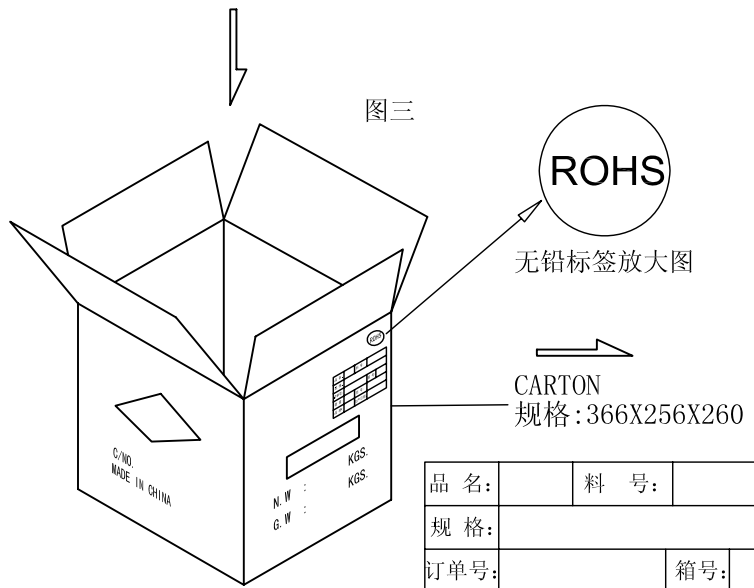 图三
ROHS
无铅标签放大图
ROHS
CARTON
规格:366X256X260
C/NO.
MADE IN CHINA
KGS.
N.W :
KGS.
G.W :
品 名: 料 号:
规 格:
订单号: 箱号: